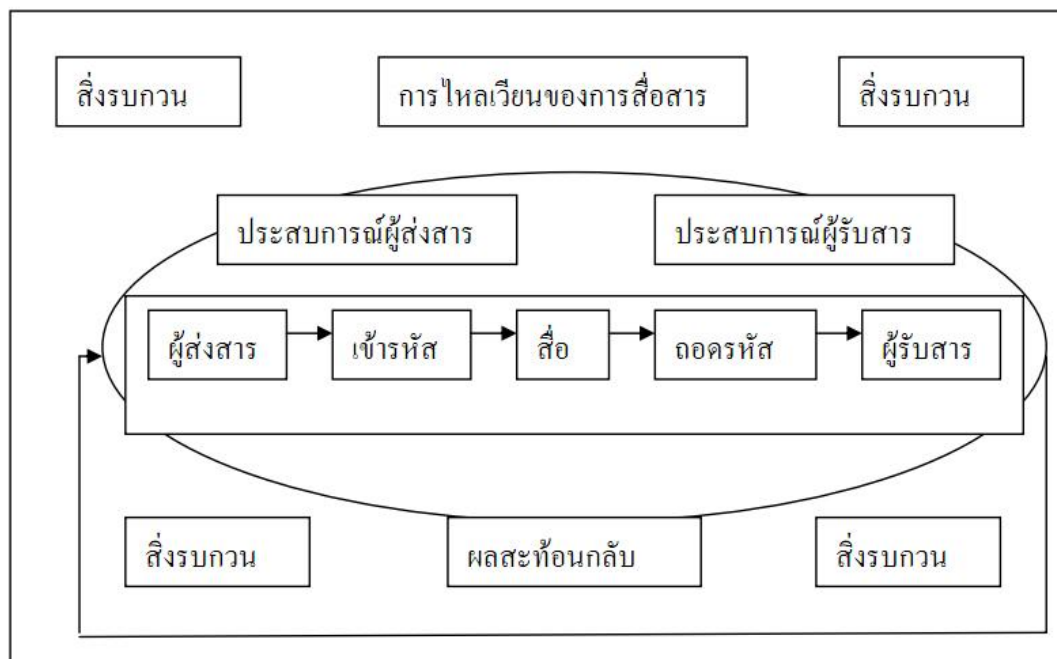 สิ่งรบกวน
การไหลเวียนของการสื่อสาร
สิ่งรบกวน
ประสบการณ์ผู้ส่งสาร
ประสบการณ์ผู้รับสาร
ผู้ส่งสาร
เข้ารหัส
สื่อ
ถอดรหัส
ผู้รับสาร
สิ่งรบกวน
ผลสะท้อนกลับ
สิ่งรบกวน